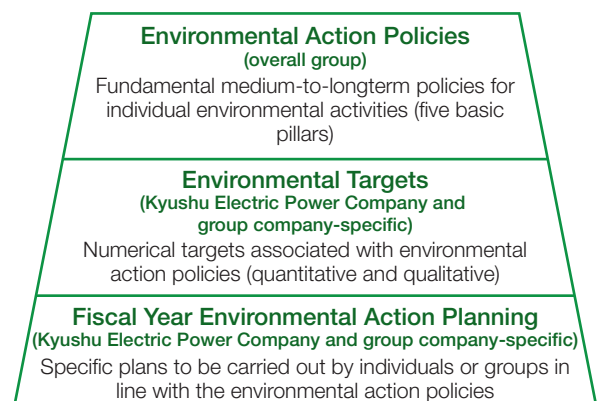 Environmental Action Policies
(overall group)
Fundamental medium-to-longterm policies for
individual environmental activities (five basic
pillars)
Environmental Targets
(Kyushu Electric Power Company and
group company-specific)
Numerical targets associated with environmental
action policies (quantitative and qualitative)
Fiscal Year Environmental Action Planning
(Kyushu Electric Power Company and group company-specific)
Specific plans to be carried out by individuals or groups in
line with the environmental action policies